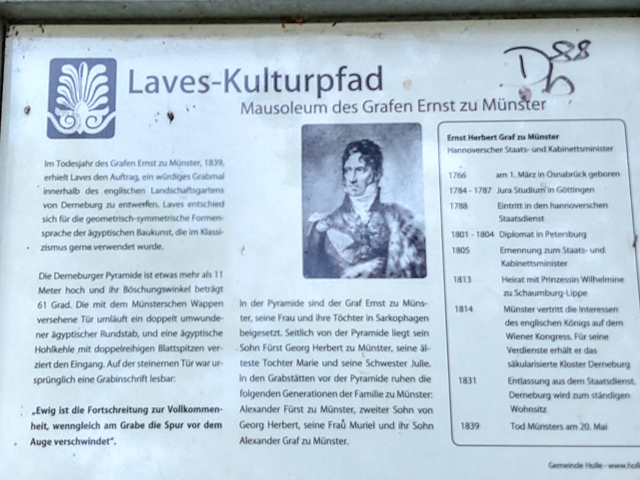 Laves-Kulturpfad
Mausoleum des Grafen Ernst zu Münster
Im Todesjahr des Grafen Ernst zu Münster, 1839,
erhielt Laves den Auftrag, ein würdiges Grabmal
innerhalb des englischen Landschaftsgartens
von Derneburg zu entwerfen. Laves entschied
sich für die geometrisch-symmetrische Formen-
sprache der ägyptischen Baukunst, die im Klassi-
zismus gerne verwendet wurde.
Die Derneburger Pyramide ist etwas mehr als 11
Meter hoch und ihr Böschungswinkel beträgt
61 Grad. Die mit dem Münsterschen Wappen
versehene Tür umläuft ein doppelt umwunde-
ner ägyptischer Rundstab, und eine ägyptische
Hohlkehle mit doppelreihigen Blattspitzen ver-
ziert den Eingang. Auf der steinernen Tür war ur-
sprünglich eine Grabinschrift lesbar:
„Ewig ist die Fortschreitung zur Vollkommen-
heit, wenngleich am Grabe die Spur vor dem
Auge verschwindet".
In der Pyramide sind der Graf Ernst zu Müns-
ter, seine Frau und ihre Töchter in Sarkophagen
beigesetzt. Seitlich von der Pyramide liegt sein
Sohn Fürst Georg Herbert zu Münster, seine äl-
teste Tochter Marie und seine Schwester Julie.
In den Grabstätten vor der Pyramide ruhen die
folgenden Generationen der Familie zu Münster:
Alexander Fürst zu Münster, zweiter Sohn von
Georg Herbert, seine Frau Muriel und ihr Sohn
Alexander Graf zu Münster.
Ernst Herbert Graf zu Münster
Hannoverscher Staats- und Kabinettsminister
1766 am 1. März in Osnabrück geboren
1784 - 1787 Jura Studium in Göttingen
1788 Eintritt in den hannoverschen
Staatsdienst
1801 - 1804 Diplomat in Petersburg
1805 Ernennung zum Staats- und
Kabinettsminister
1813 Heirat mit Prinzessin Wilhelmine
zu Schaumburg-Lippe
1814 Münster vertritt die Interessen
des englischen Königs auf dem
Wiener Kongress. Für seine
Verdienste erhält er das
säkularisierte Kloster Derneburg
1831 Entlassung aus dem Staatsdienst,
Derneburg wird zum ständigen
Wohnsitz
1839 Tod Münsters am 20. Mai
Gemeinde Holle - www.holl
88